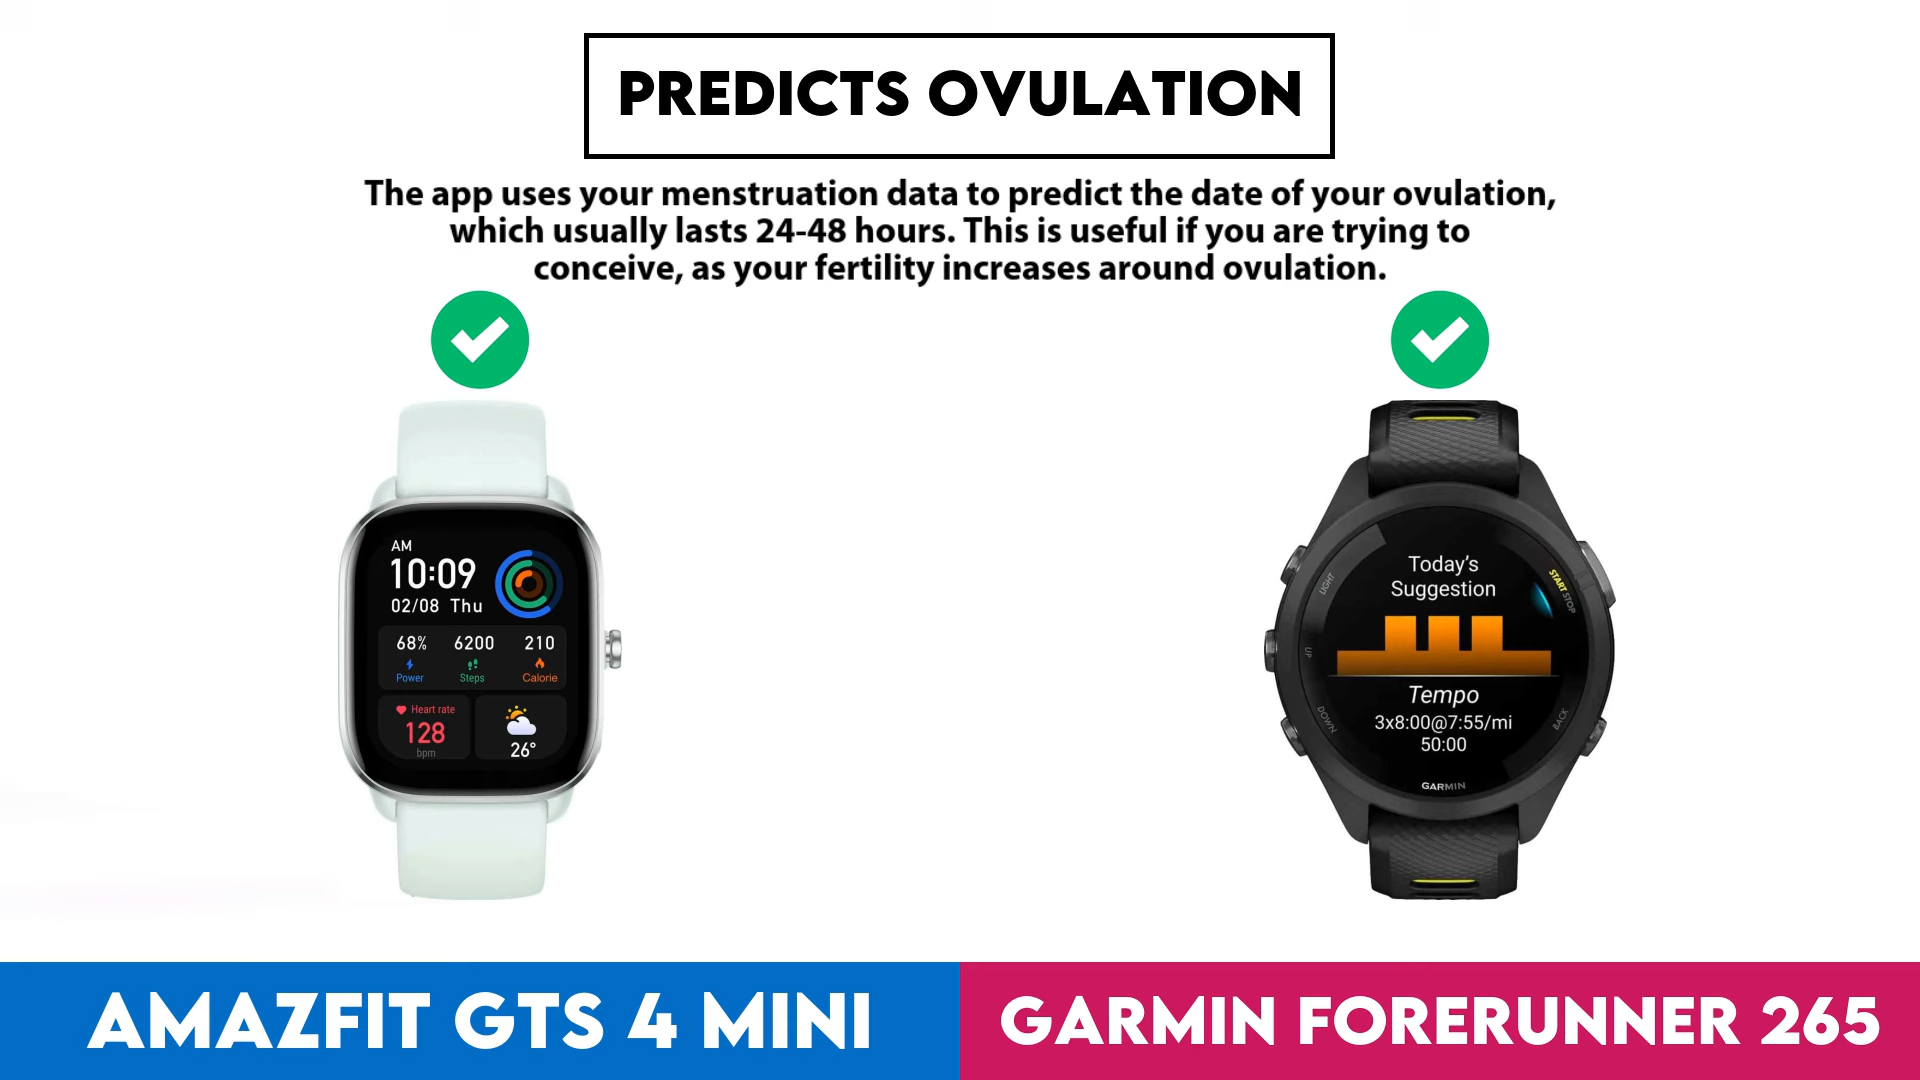 PREDICTS OVULATION
The app uses your menstruation data to predict the date of your ovulation,
which usually lasts 24-48 hours. This is useful if you are trying to
conceive, as your fertility increases around ovulation.
AM
10:09
02/08 Thu
68% 6200 210
Power Steps Calorie
Heart rate
128
bpm
26°
Today's
Suggestion
LIGHT
START STOP
UP
DOWN
BACK
Tempo
3x8:00@7:55/mi
50:00
GARMIN
AMAZFIT GTS 4 MINI
GARMIN FORERUNNER 265